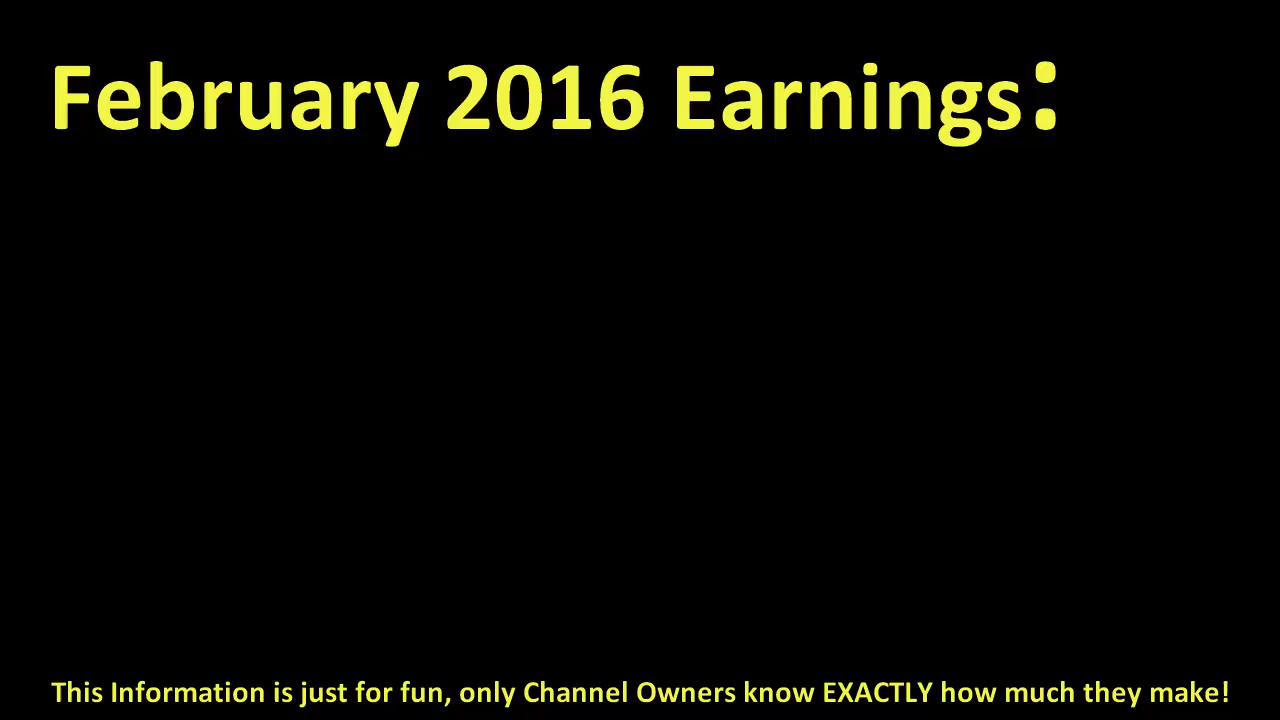 February 2016 Earnings:
This Information is just for fun, only Channel Owners know EXACTLY how much they make!